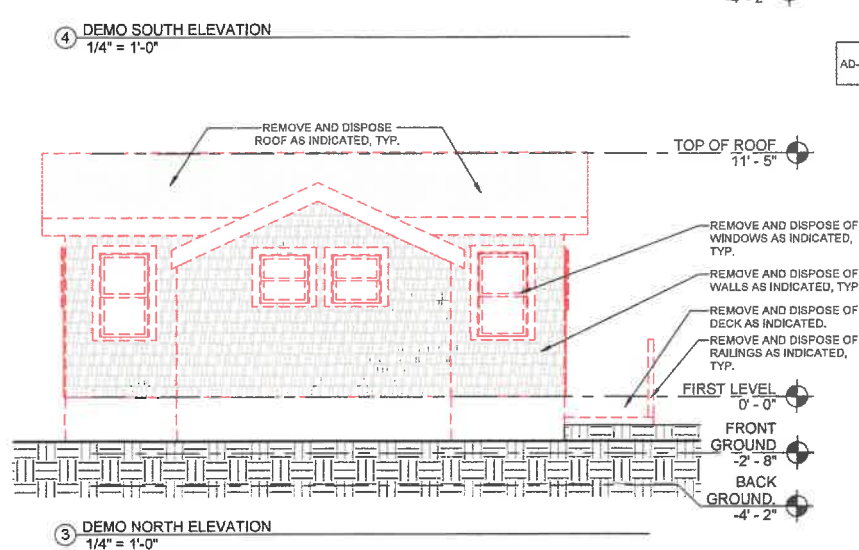 4 DEMO SOUTH ELEVATION
1/4" = 1'-0"
AD-
REMOVE AND DISPOSE
ROOF AS INDICATED, TYP.
TOP OF ROOF
11' - 5"
REMOVE AND DISPOSE OF
WINDOWS AS INDICATED,
TYP.
REMOVE AND DISPOSE OF
WALLS AS INDICATED, TYP
REMOVE AND DISPOSE OF
DECK AS INDICATED.
REMOVE AND DISPOSE OF
RAILINGS AS INDICATED,
TYP.
FIRST LEVEL
0' - 0"
FRONT
GROUND
-2' - 8"
BACK
GROUND.
-4' - 2"
3 DEMO NORTH ELEVATION
1/4" = 1'-0"